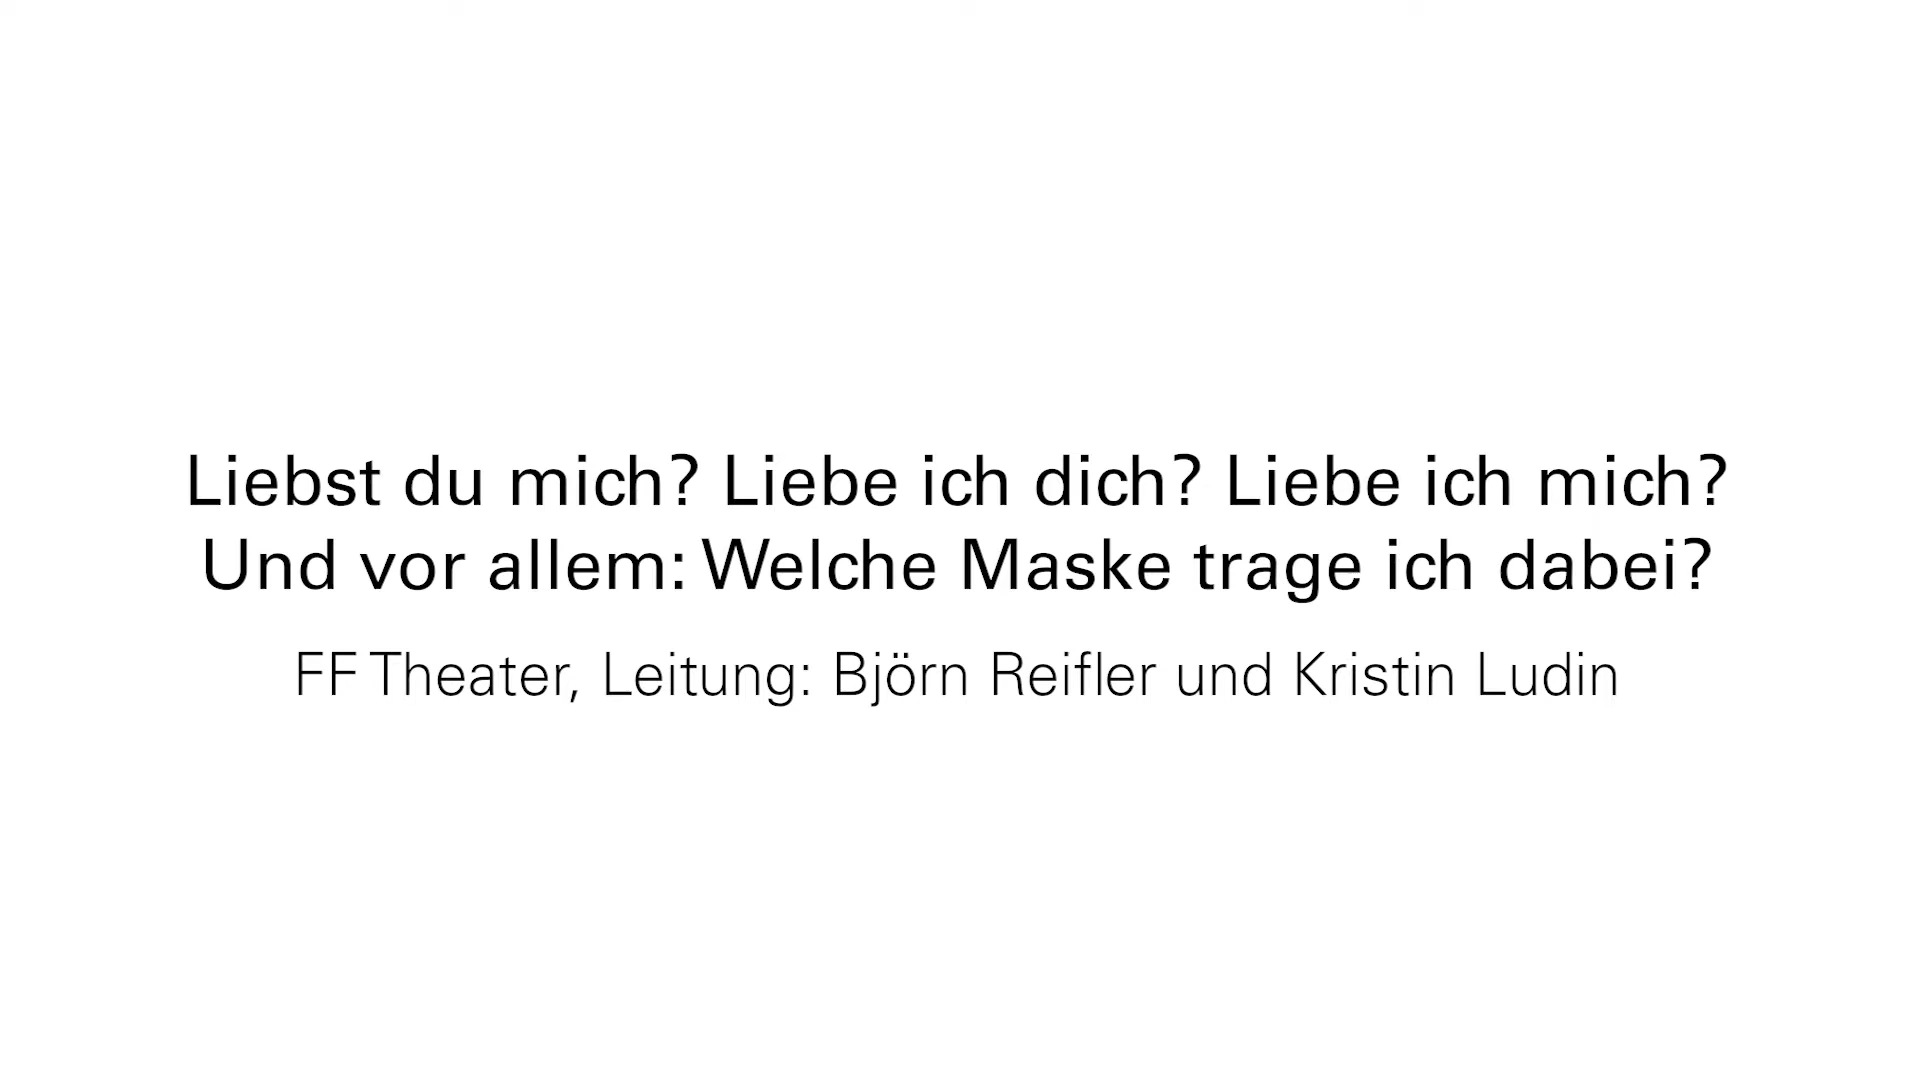 Liebst du mich? Liebe ich dich? Liebe ich mich?
Und vor allem: Welche Maske trage ich dabei?
FF Theater, Leitung: Björn Reifler und Kristin Ludin